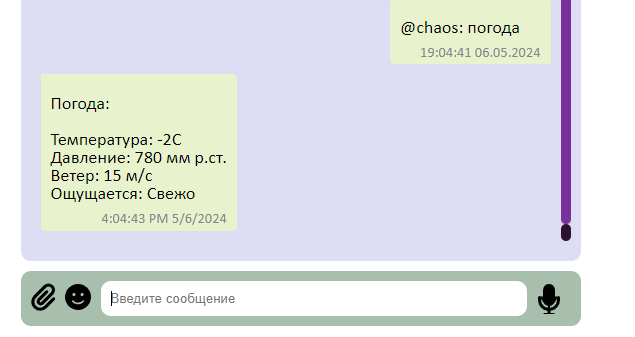 @chaos: погода
19:04:41 06.05.2024
Погода:
Температура: -2С
Давление: 780 мм р.ст.
Ветер: 15 м/с
Ощущается: Свежо
4:04:43 PM 5/6/2024
Введите сообщение